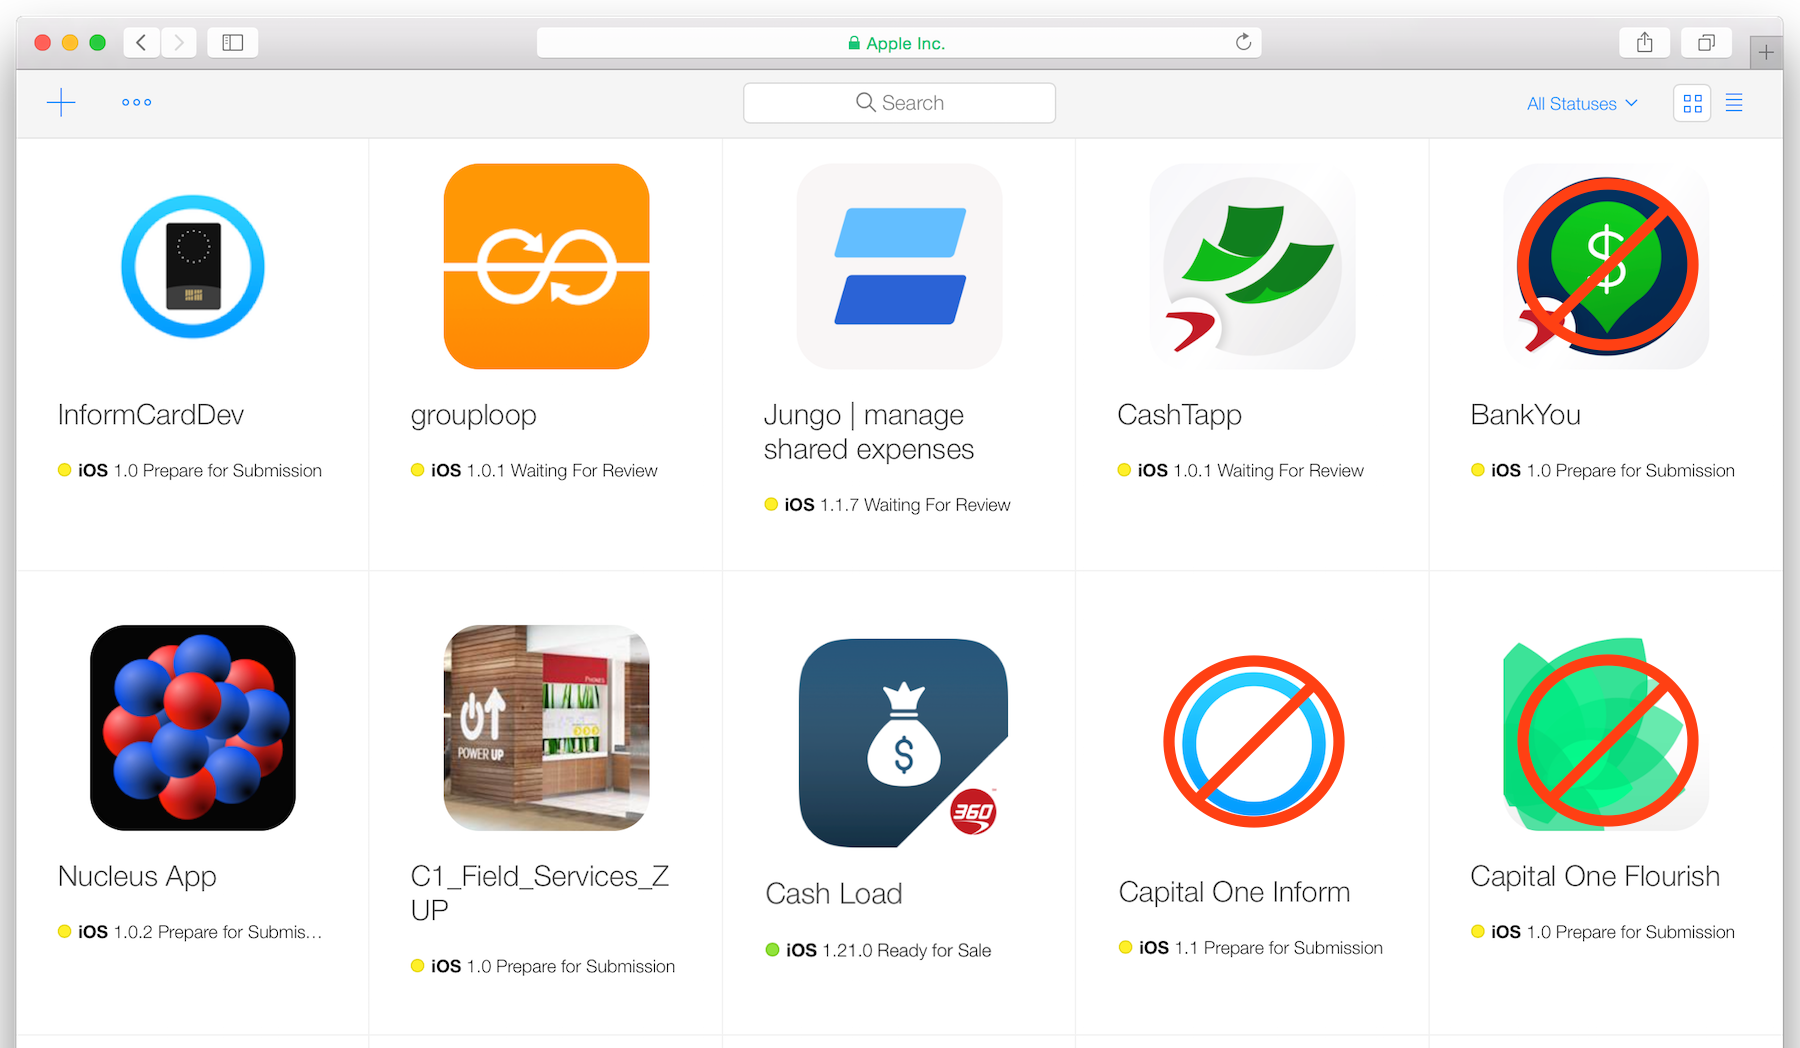 Apple Inc.
Search
All Statuses
InformCardDev
iOS 1.0 Prepare for Submission
grouploop
iOS 1.0.1 Waiting For Review
Jungo | manage
shared expenses
iOS 1.1.7 Waiting For Review
CashTapp
iOS 1.0.1 Waiting For Review
$
BankYou
iOS 1.0 Prepare for Submission
Nucleus App
iOS 1.0.2 Prepare for Submis...
PHONES
POWER UP
C1_Field_Services_Z
UP
iOS 1.0 Prepare for Submission
$
360
Cash Load
iOS 1.21.0 Ready for Sale
Capital One Inform
iOS 1.1 Prepare for Submission
Capital One Flourish
iOS 1.0 Prepare for Submission